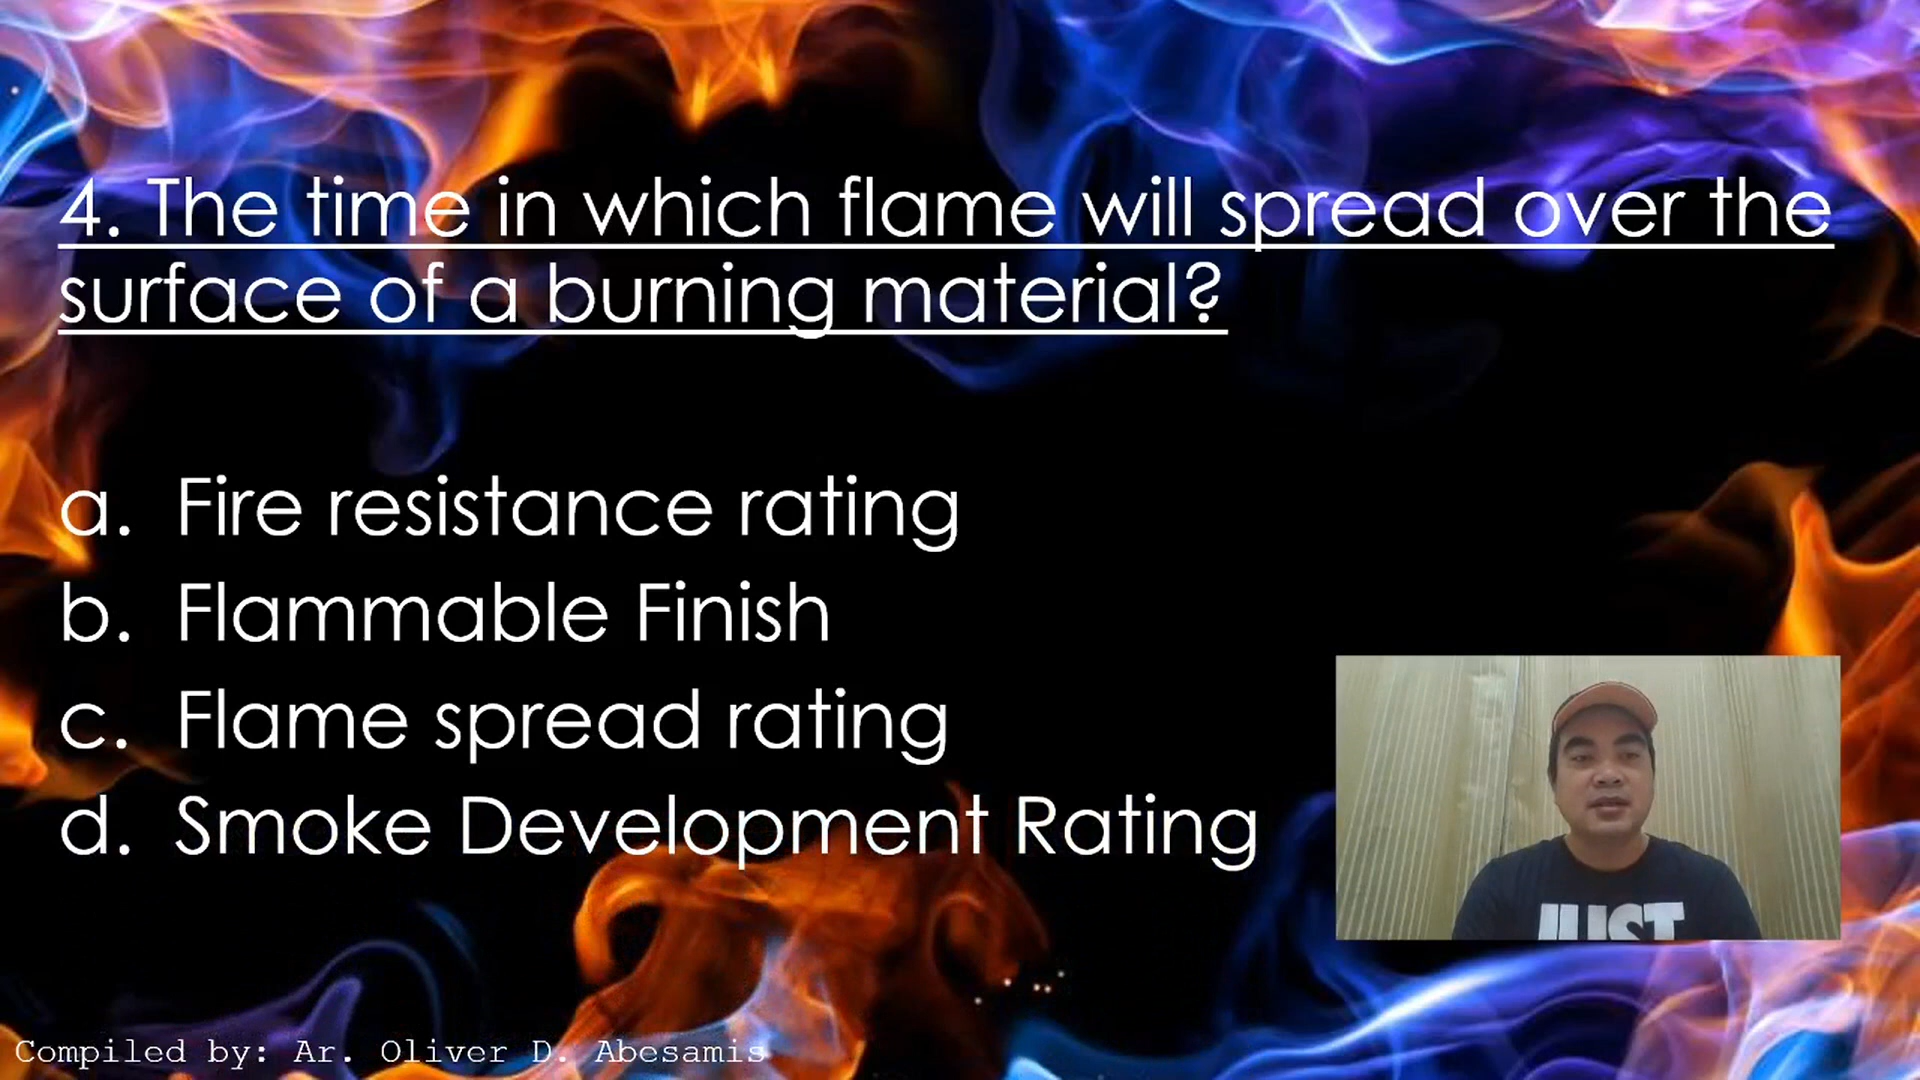 4. The time in which flame will spread over the
surface of a burning material?
a. Fire resistance rating
b. Flammable Finish
c. Flame spread rating
d. Smoke Development Rating
JUST
Compiled by: Ar. Oliver D. Abesamis